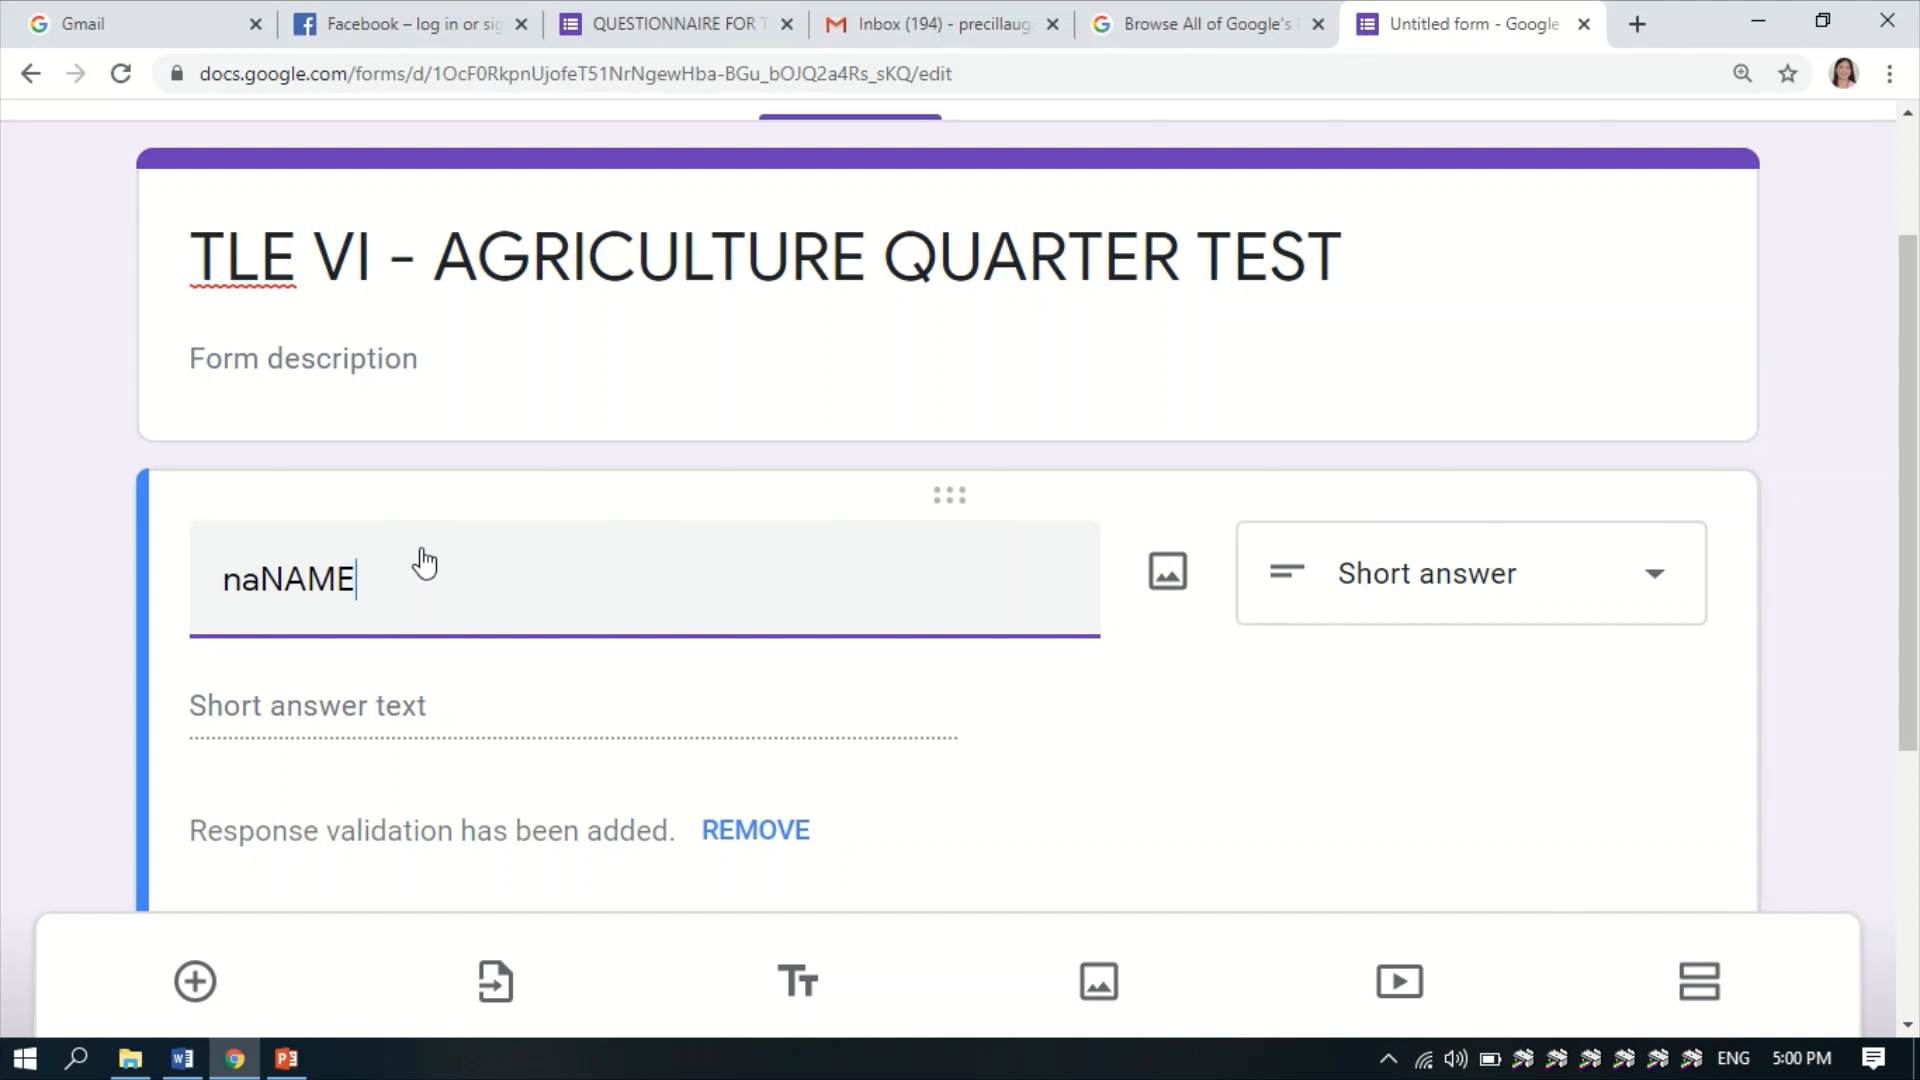 Gmail
Facebook – log in or sig
QUESTIONNAIRE FOR T
Inbox (194) - precillauga
Browse All of Google's
Untitled form - Google
docs.google.com/forms/d/1OcF0RkpnUjofeT51NrNgewHba-BGu_bOJQ2a4Rs_sKQ/edit
TLE VI - AGRICULTURE QUARTER TEST
Form description
naNAME
Short answer
Short answer text
Response validation has been added. REMOVE
ENG
5:00 PM